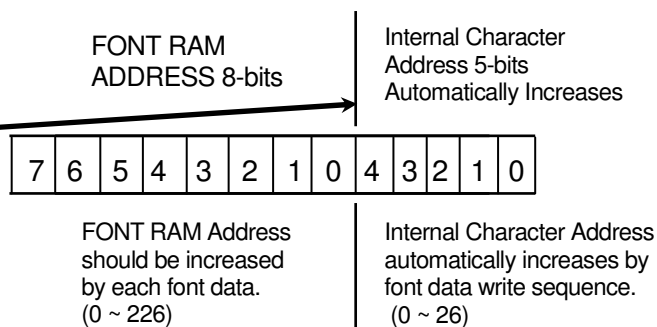 FONT RAM
ADDRESS 8-bits
Internal Character
Address 5-bits
Automatically Increases
7 6 5 4 3 2 1 0 4 3 2 1 0
FONT RAM Address
should be increased
by each font data.
(0 ~ 226)
Internal Character Address
automatically increases by
font data write sequence.
(0 ~ 26)